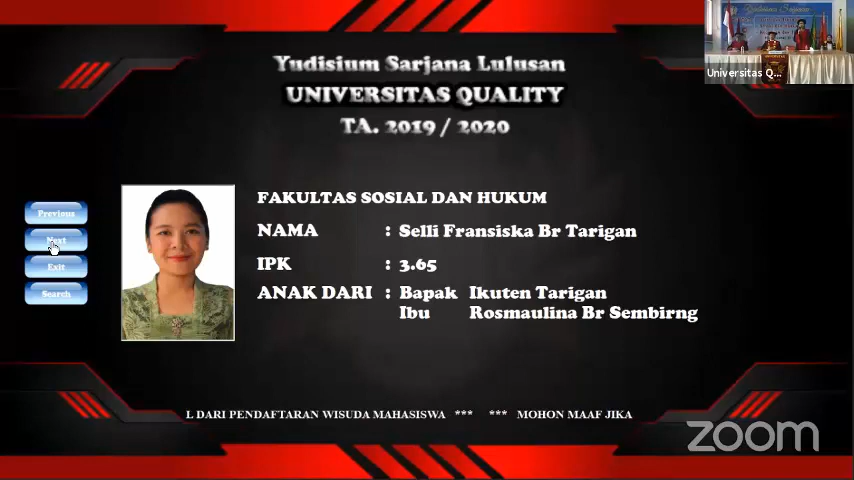 Yudisium Sarjana Lulusan
UNIVERSITAS QUALITY
TA. 2019 / 2020
Universitas Q...
Previous
Next
Exit
Search
FAKULTAS SOSIAL DAN HUKUM
NAMA : Selli Fransiska Br Tarigan
IPK : 3.65
ANAK DARI : Bapak Ikuten Tarigan
Ibu Rosmaulina Br Sembirng
L DARI PENDAFTARAN WISUDA MAHASISWA *** *** MOHON MAAF JIKA
zoom